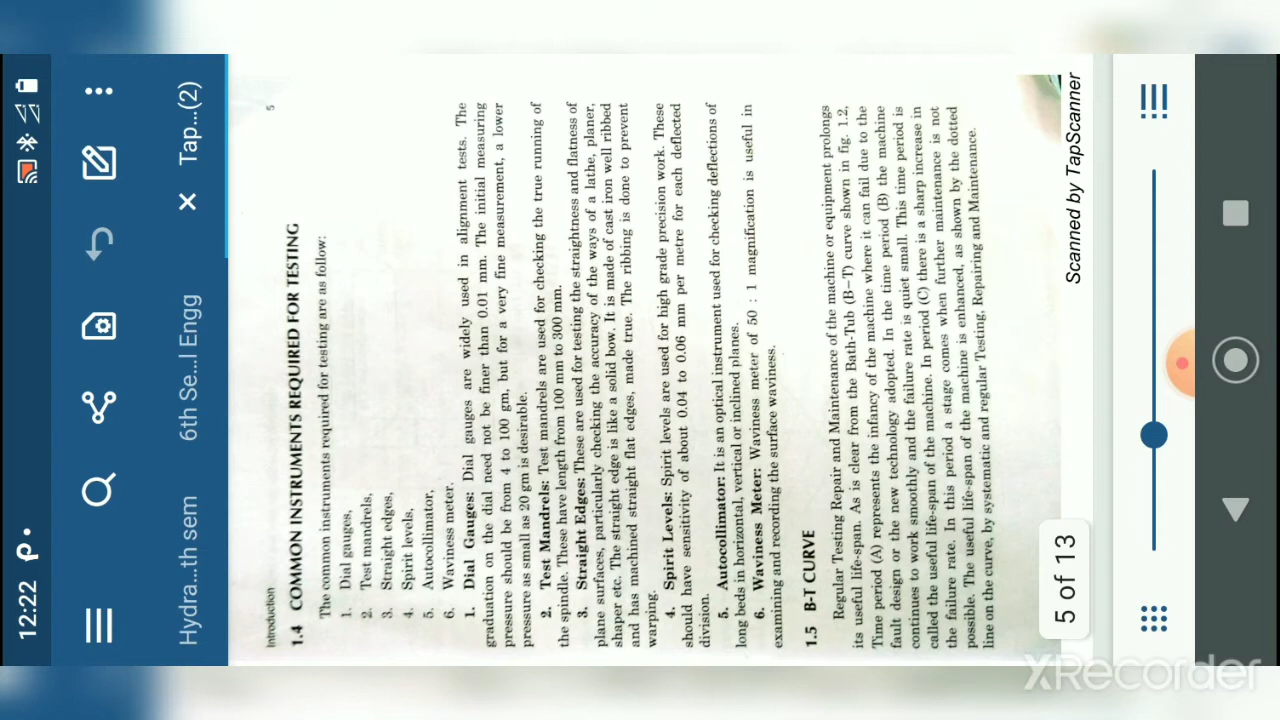 12:22
Hydra...th sem
6th Se...l Engg
Tap...(2)
Introduction
5
1.4 COMMON INSTRUMENTS REQUIRED FOR TESTING
The common instruments required for testing are as follow:
1. Dial gauges,
2. Test mandrels,
3. Straight edges,
4. Spirit levels,
5. Autocollimator,
6. Waviness meter.
1. Dial Gauges: Dial gauges are widely used in alignment tests. The
graduation on the dial need not be finer than 0.01 mm. The initial measuring
pressure should be from 4 to 100 gm, but for a very fine measurement, a lower
pressure as small as 20 gm is desirable.
2. Test Mandrels: Test mandrels are used for checking the true running of
the spindle. These have length from 100 mm to 300 mm.
3. Straight Edges: These are used for testing the straightness and flatness of
plane surfaces, particularly checking the accuracy of the ways of a lathe, planer,
shaper etc. The straight edge is like a solid bow. It is made of cast iron well ribbed
and has machined straight flat edges, made true. The ribbing is done to prevent
warping.
4. Spirit Levels: Spirit levels are used for high grade precision work. These
should have sensitivity of about 0.04 to 0.06 mm per metre for each deflected
division.
5. Autocollimator: It is an optical instrument used for checking deflections of
long beds in horizontal, vertical or inclined planes.
6. Waviness Meter: Waviness meter of 50 : 1 magnification is useful in
examining and recording the surface waviness.
1.5 B-T CURVE
Regular Testing Repair and Maintenance of the machine or equipment prolongs
its useful life-span. As is clear from the Bath-Tub (B–T) curve shown in fig. 1.2,
Time period (A) represents the infancy of the machine where it can fail due to the
fault design or the new technology adopted. In the time period (B) the machine
continues to work smoothly and the failure rate is quiet small. This time period is
called the useful life-span of the machine. In period (C) there is a sharp increase in
the failure rate. In this period a stage comes when further maintenance is not
possible. The useful life-span of the machine is enhanced, as shown by the dotted
line on the curve, by systematic and regular Testing, Repairing and Maintenance.
Scanned by TapScanner
5 of 13
XRecorder